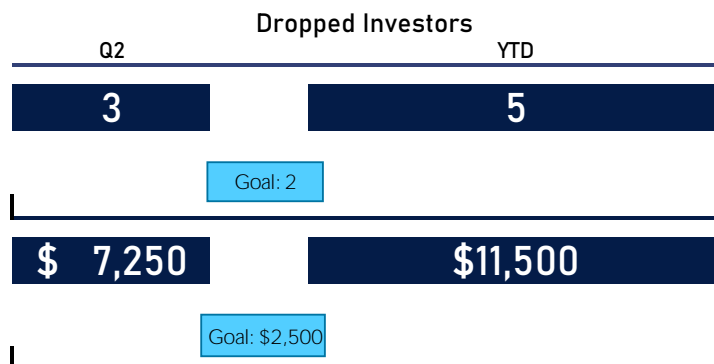 Dropped Investors
Q2 YTD
3 5
Goal: 2
$ 7,250 $11,500
Goal: $2,500